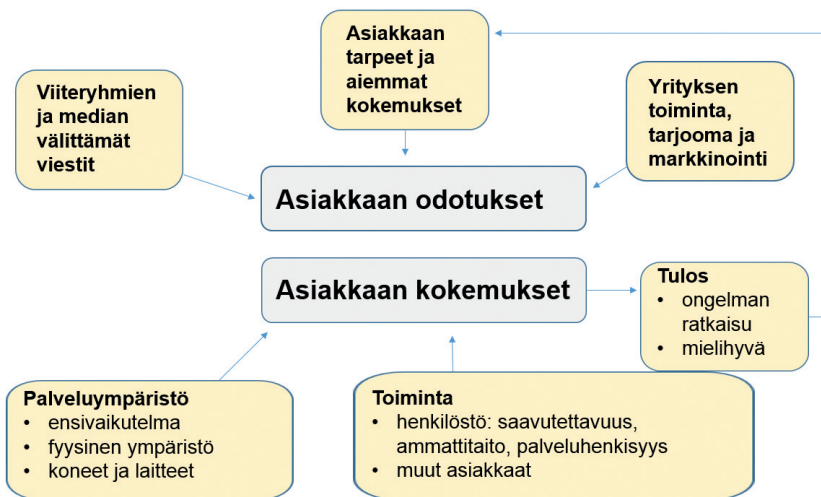 Asiakkaan
tarpeet ja
aiemmat
kokemukset
Viiteryhmien
ja median
välittämät
viestit
Yrityksen
toiminta,
tarjooma ja
markkinointi
Asiakkaan odotukset
Asiakkaan kokemukset
Tulos
• ongelman
ratkaisu
• mielihyvä
Palveluympäristö
• ensivaikutelma
• fyysinen ympäristö
• koneet ja laitteet
Toiminta
• henkilöstö: saavutettavuus,
ammattitaito, palveluhenkisyys
• muut asiakkaat